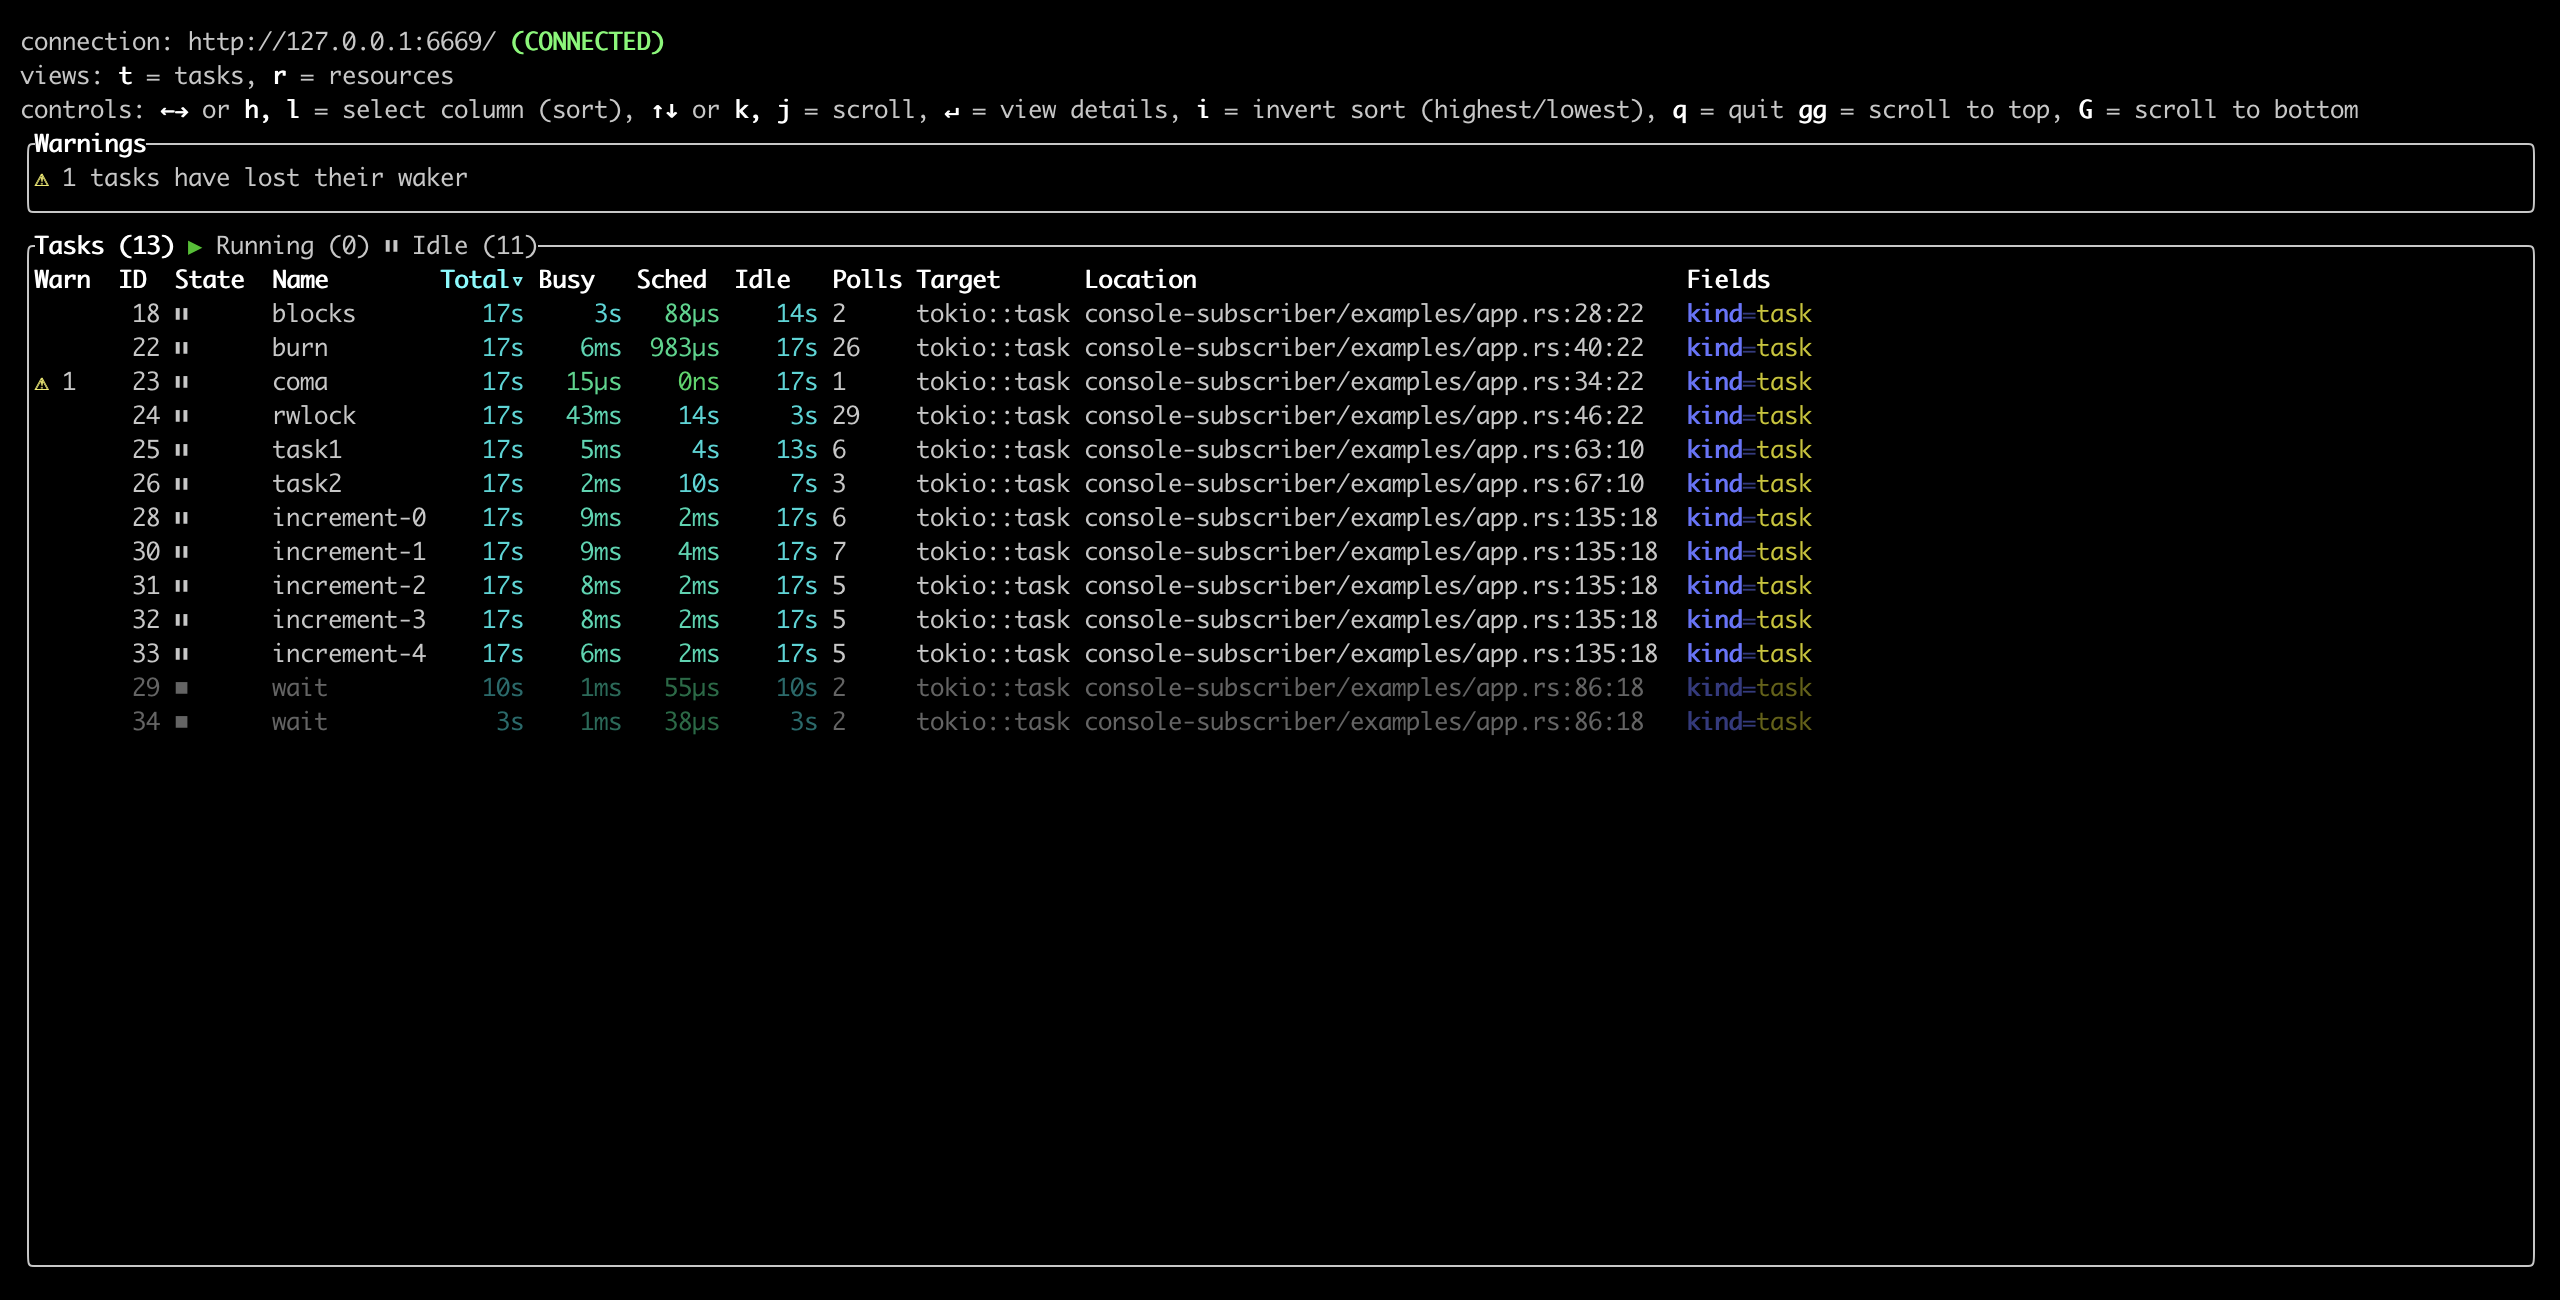 connection: http://127.0.0.1:6669/ (CONNECTED)
views: t = tasks, r = resources
controls: ←→ or h, l = select column (sort), ↑↓ or k, j = scroll, ↵ = view details, i = invert sort (highest/lowest), q = quit gg = scroll to top, G = scroll to bottom
Warnings
⚠ 1 tasks have lost their waker
Tasks (13) ▶ Running (0) ⏸ Idle (11)
Warn ID State Name Total▿ Busy Sched Idle Polls Target Location Fields
18 ⏸ blocks 17s 3s 88µs 14s 2 tokio::task console-subscriber/examples/app.rs:28:22 kind=task
22 ⏸ burn 17s 6ms 983µs 17s 26 tokio::task console-subscriber/examples/app.rs:40:22 kind=task
⚠ 1 23 ⏸ coma 17s 15µs 0ns 17s 1 tokio::task console-subscriber/examples/app.rs:34:22 kind=task
24 ⏸ rwlock 17s 43ms 14s 3s 29 tokio::task console-subscriber/examples/app.rs:46:22 kind=task
25 ⏸ task1 17s 5ms 4s 13s 6 tokio::task console-subscriber/examples/app.rs:63:10 kind=task
26 ⏸ task2 17s 2ms 10s 7s 3 tokio::task console-subscriber/examples/app.rs:67:10 kind=task
28 ⏸ increment-0 17s 9ms 2ms 17s 6 tokio::task console-subscriber/examples/app.rs:135:18 kind=task
30 ⏸ increment-1 17s 9ms 4ms 17s 7 tokio::task console-subscriber/examples/app.rs:135:18 kind=task
31 ⏸ increment-2 17s 8ms 2ms 17s 5 tokio::task console-subscriber/examples/app.rs:135:18 kind=task
32 ⏸ increment-3 17s 8ms 2ms 17s 5 tokio::task console-subscriber/examples/app.rs:135:18 kind=task
33 ⏸ increment-4 17s 6ms 2ms 17s 5 tokio::task console-subscriber/examples/app.rs:135:18 kind=task
29 ⏹ wait 10s 1ms 55µs 10s 2 tokio::task console-subscriber/examples/app.rs:86:18 kind=task
34 ⏹ wait 3s 1ms 38µs 3s 2 tokio::task console-subscriber/examples/app.rs:86:18 kind=task